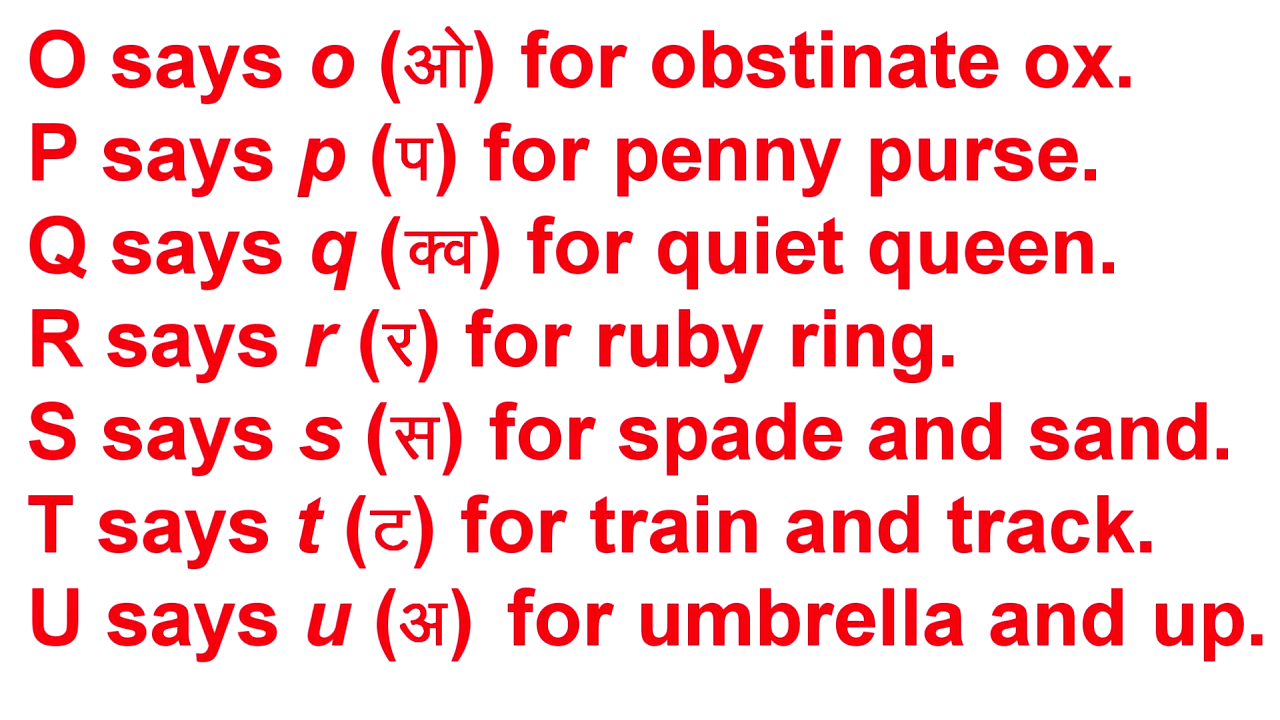 O says o (ओ) for obstinate ox.
P says p (प) for penny purse.
Q says q (क्व) for quiet queen.
R says r (र) for ruby ring.
S says s (स) for spade and sand.
T says t (ट) for train and track.
U says u (अ) for umbrella and up.